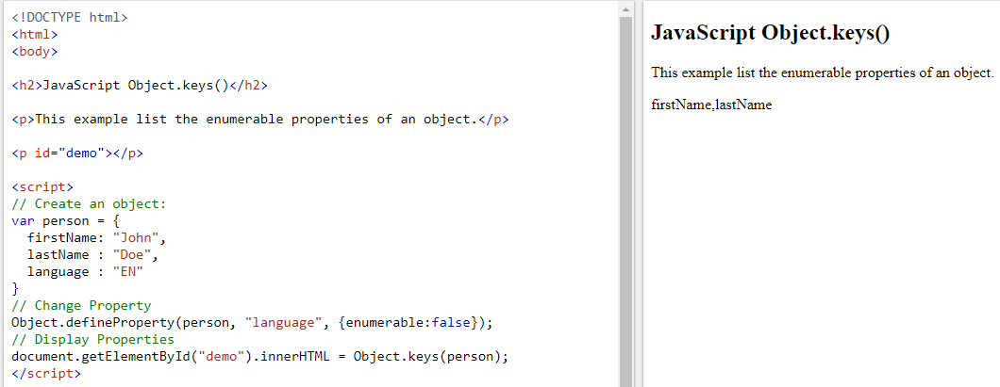 <!DOCTYPE html>
<html>
<body>
<h2>JavaScript Object.keys()</h2>
<p>This example list the enumerable properties of an object.</p>
<p id="demo"></p>
<script>
// Create an object:
var person = {
  firstName: "John",
  lastName : "Doe",
  language : "EN"
}
// Change Property
Object.defineProperty(person, "language", {enumerable:false});
// Display Properties
document.getElementById("demo").innerHTML = Object.keys(person);
</script>
JavaScript Object.keys()
This example list the enumerable properties of an object.
firstName,lastName